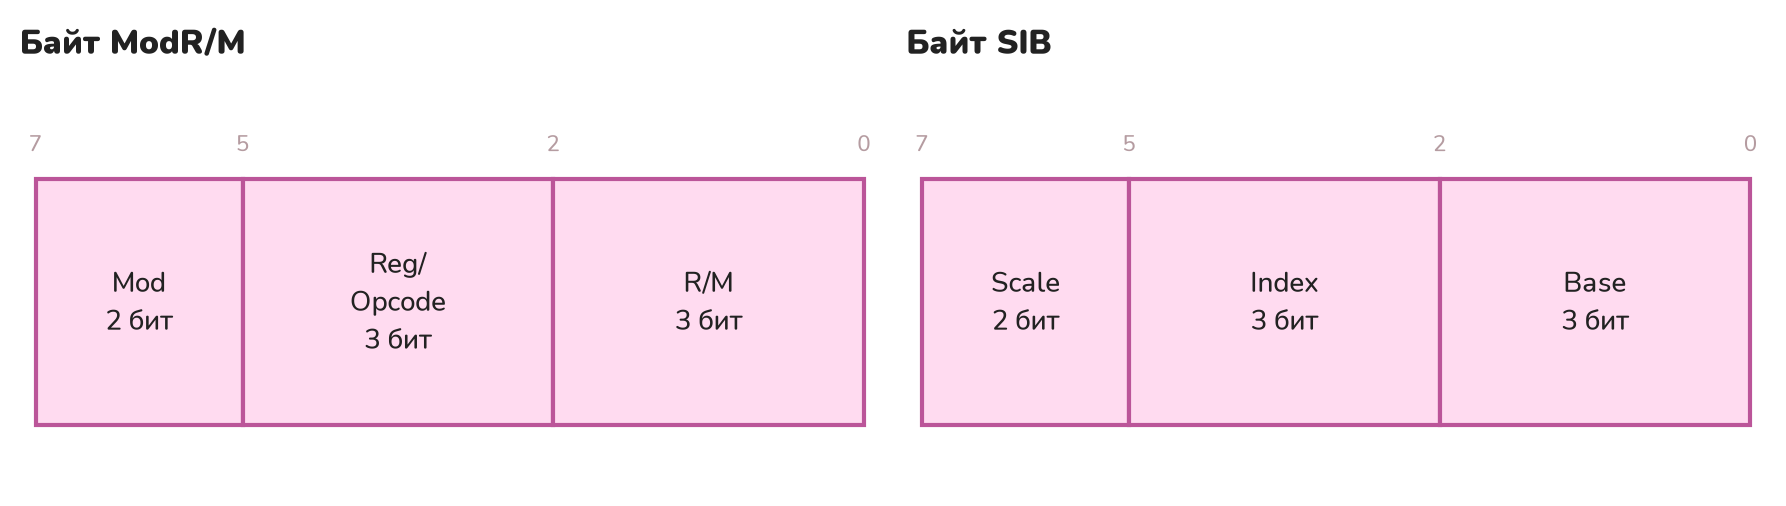 Байт ModR/M
7 5 2 0
Mod
2 бит
Reg/
Opcode
3 бит
R/M
3 бит
Байт SIB
7 5 2 0
Scale
2 бит
Index
3 бит
Base
3 бит